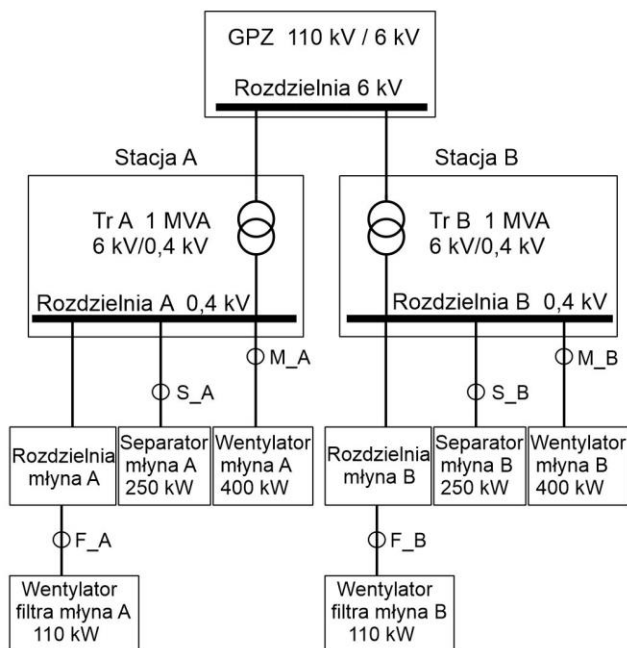 GPZ 110 kV / 6 kV
Rozdzielnia 6 kV
Stacja A
Stacja B
Tr A 1 MVA
6 kV/0,4 kV
Tr B 1 MVA
6 kV/0,4 kV
Rozdzielnia A 0,4 kV
Rozdzielnia B 0,4 kV
M_A
M_B
S_A
S_B
Rozdzielnia
młyna A
Separator
młyna A
250 kW
Wentylator
młyna A
400 kW
Rozdzielnia
młyna B
Separator
młyna B
250 kW
Wentylator
młyna B
400 kW
F_A
F_B
Wentylator
filtra młyna A
110 kW
Wentylator
filtra młyna B
110 kW